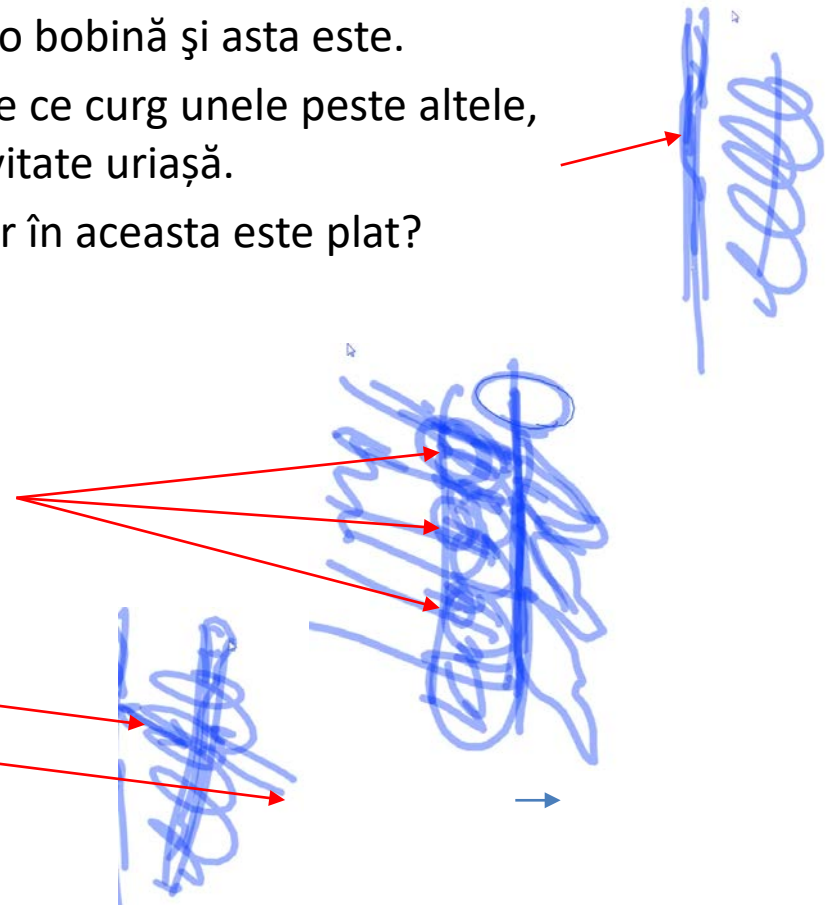 o bobină şi asta este.
e ce curg unele peste altele,
vitate uriașă.
r în aceasta este plat?